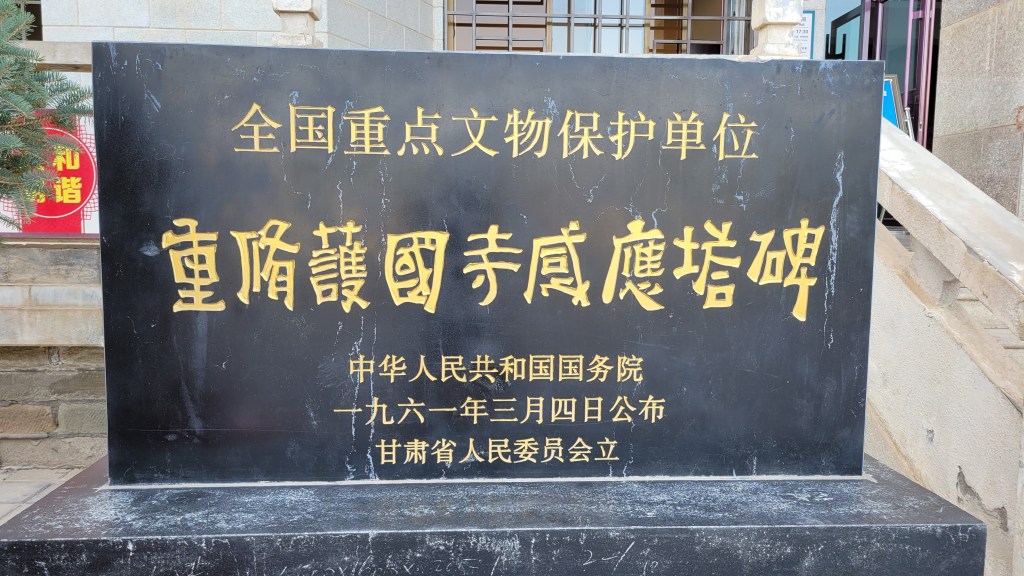 全国重点文物保护单位
重脩護國寺感應塔碑
中华人民共和国国务院
一九六一年三月四日公布
甘肃省人民委员会立
和
谐